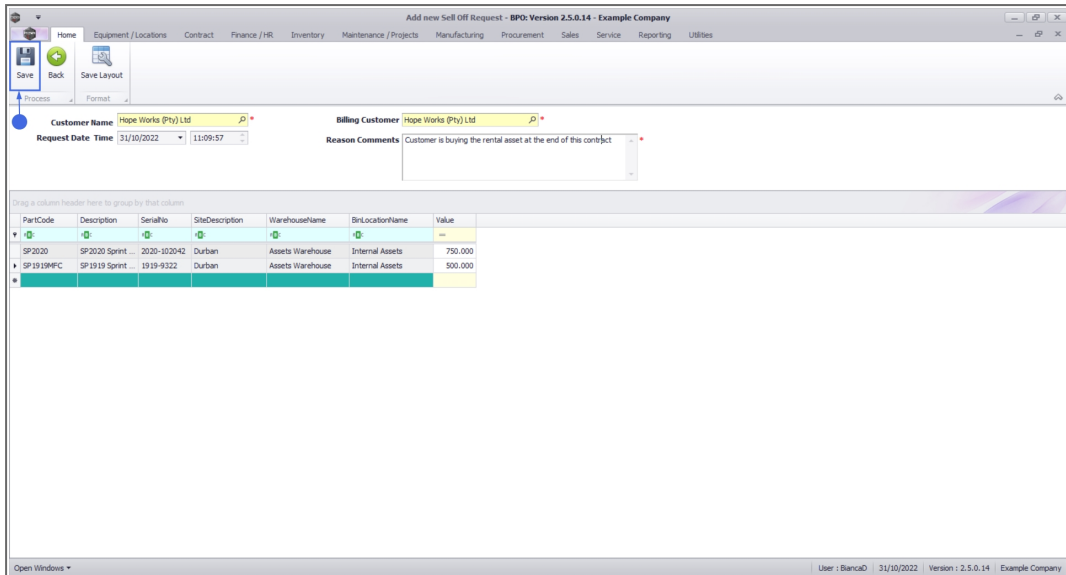 Add new Sell Off Request - BPO: Version 2.5.0.14 - Example Company
Home Equipment / Locations Contract Finance / HR Inventory Maintenance / Projects Manufacturing Procurement Sales Service Reporting Utilities
Save Back Save Layout
Process Format
Customer Name Hope Works (Pty) Ltd * Billing Customer Hope Works (Pty) Ltd *
Request Date Time 31/10/2022 11:09:57 Reason Comments Customer is buying the rental asset at the end of this contract *
Drag a column header here to group by that column
PartCode Description SerialNo SiteDescription WarehouseName BinLocationName Value
=
SP2020 SP2020 Sprint ... 2020-102042 Durban Assets Warehouse Internal Assets 750.000
SP1919MFC SP1919 Sprint ... 1919-9322 Durban Assets Warehouse Internal Assets 500.000
Open Windows User : BiancaD 31/10/2022 Version : 2.5.0.14 Example Company